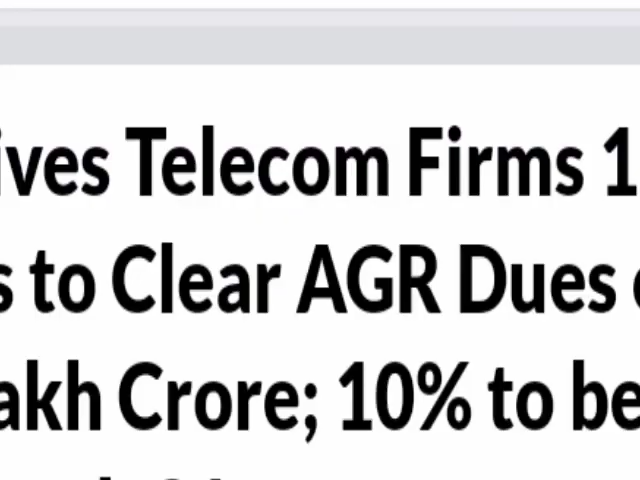 ives Telecom Firms 1
s to Clear AGR Dues
akh Crore; 10% to be